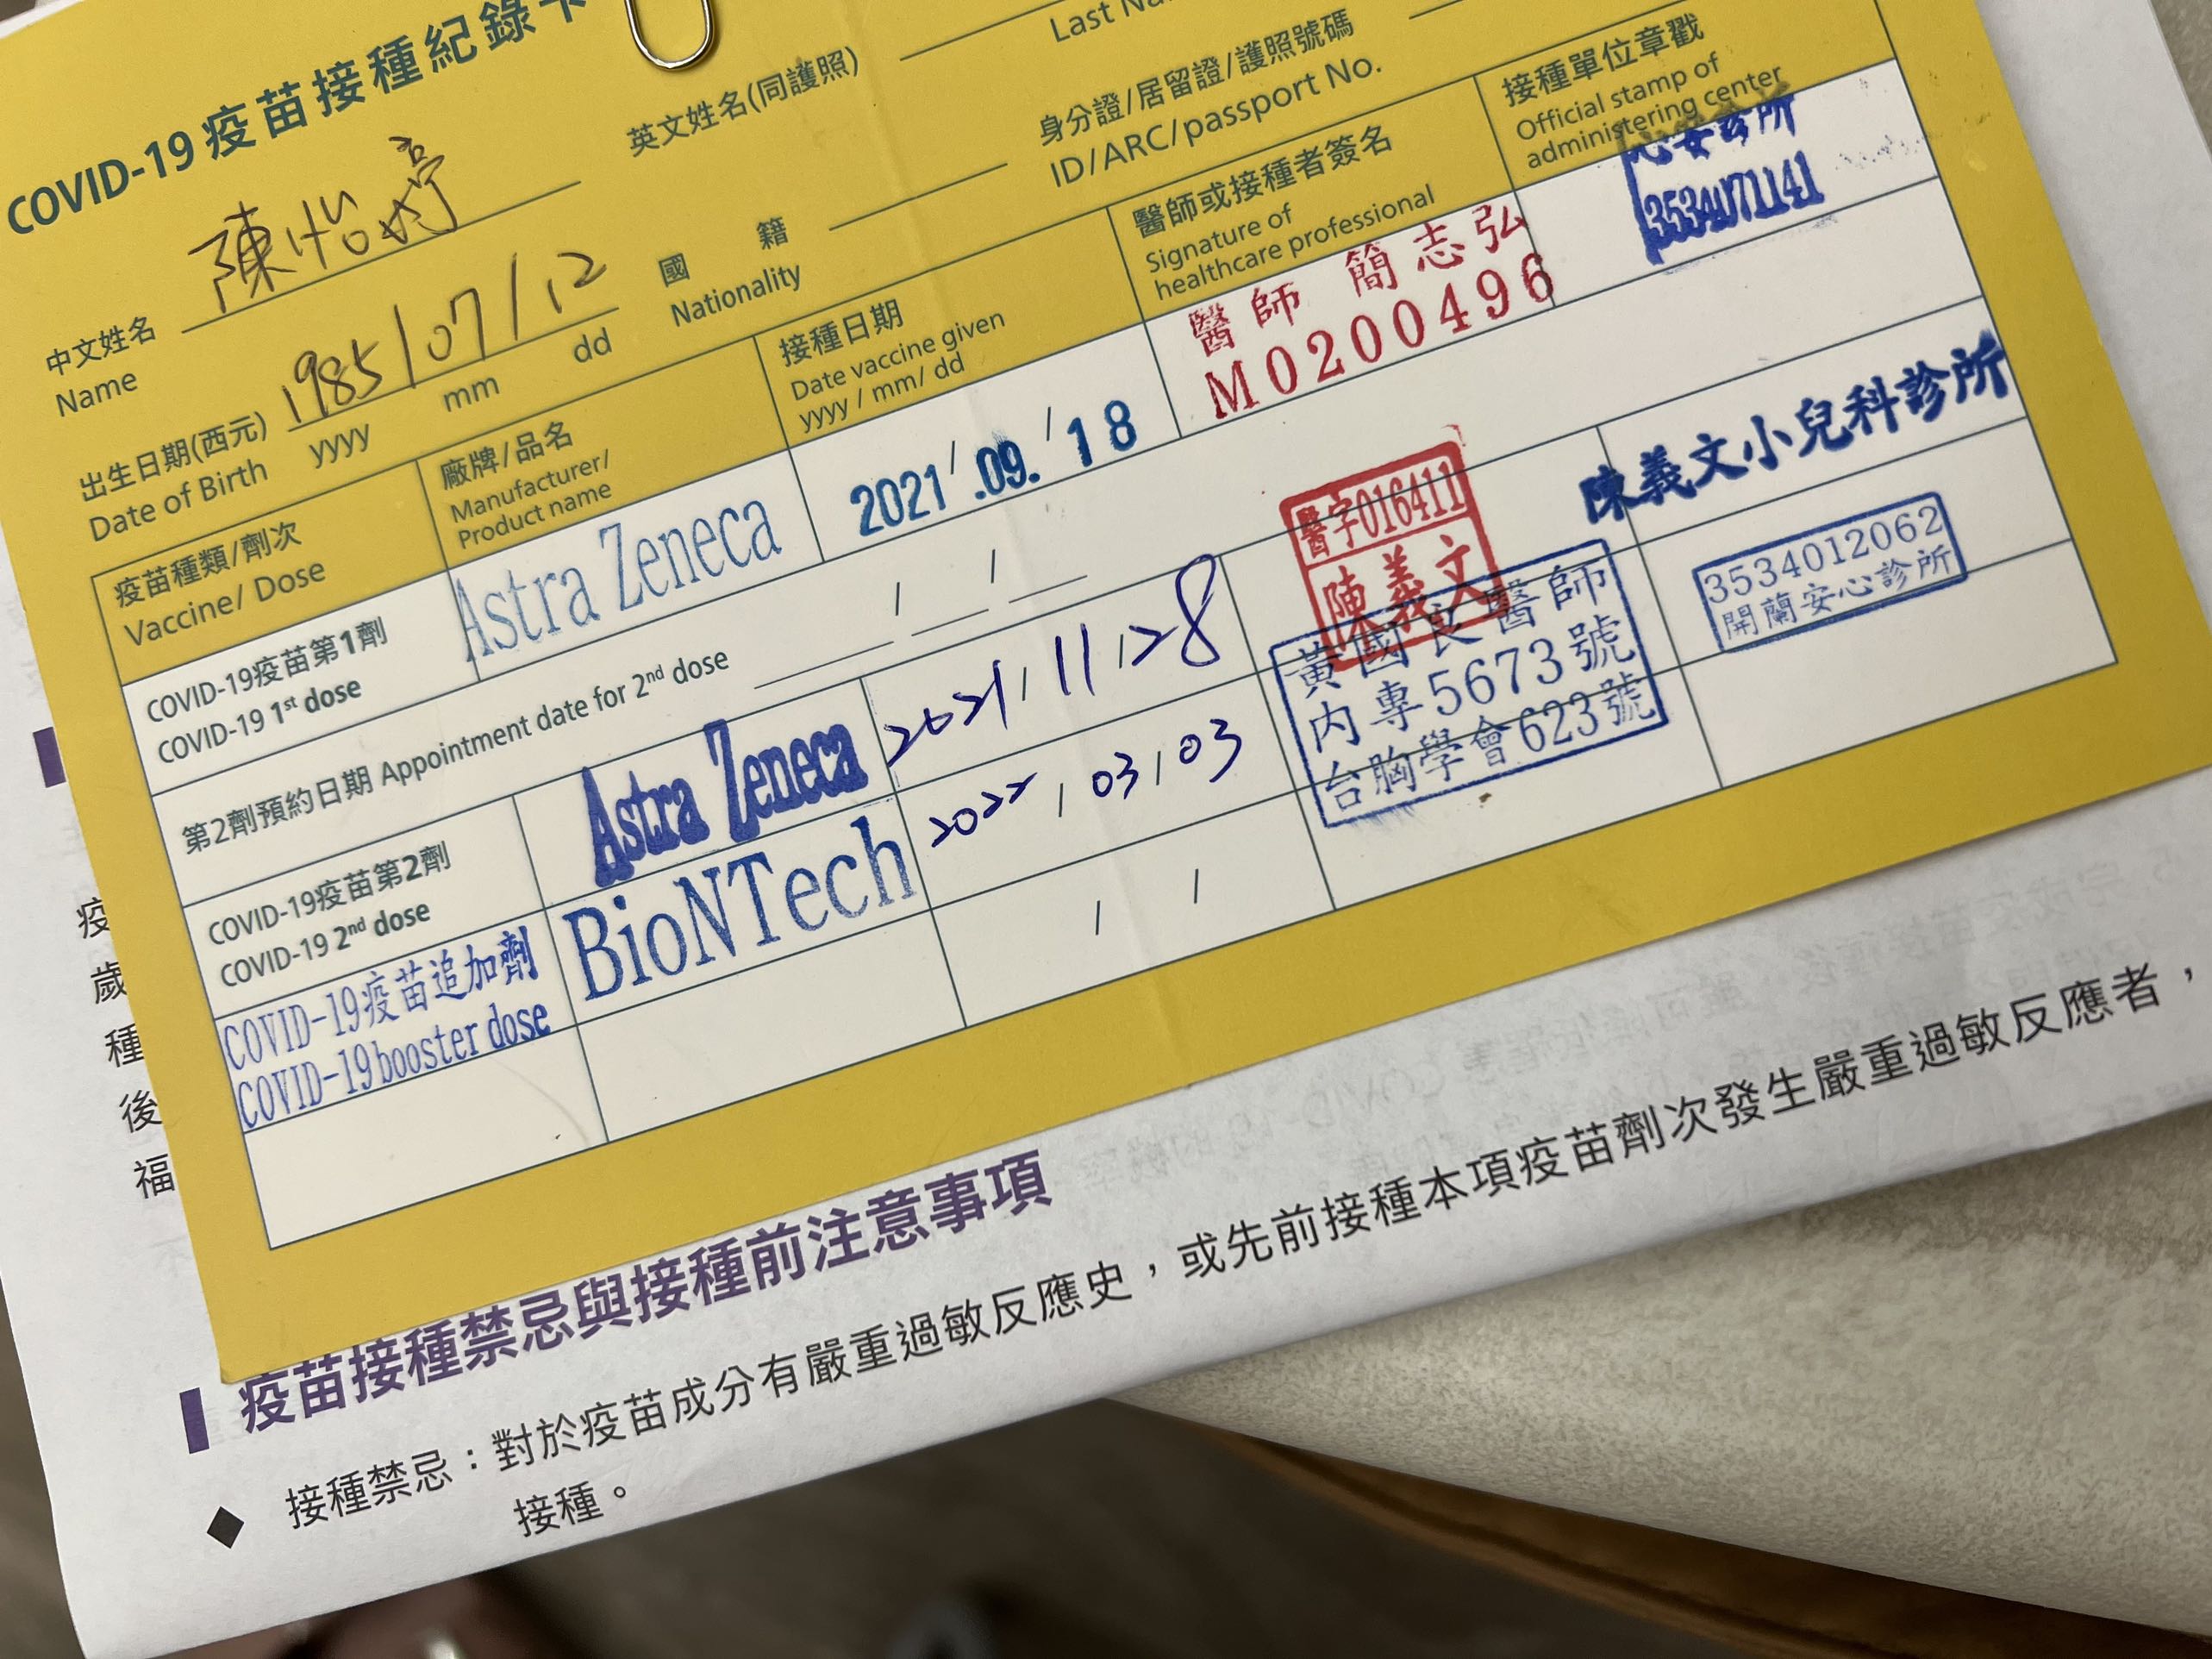 COVID-19 疫苗接種紀錄卡
中文姓名
Name
陳怡婷
英文姓名(同護照)
Last Na
出生日期(西元)
Date of Birth
1985/07/12
yyyy mm dd
國籍
Nationality
身分證/居留證/護照號碼
ID/ARC/passport No.
疫苗種類/劑次
Vaccine/ Dose
廠牌/品名
Manufacturer/
Product name
接種日期
Date vaccine given
yyyy / mm/ dd
醫師或接種者簽名
Signature of
healthcare professional
接種單位章戳
Official stamp of
administering center
COVID-19疫苗第1劑
COVID-19 1st dose
Astra Zeneca
2021/.09./18
醫師 簡志弘
M0200496
心安診所
3534071141
第2劑預約日期 Appointment date for 2nd dose / /
COVID-19疫苗第2劑
COVID-19 2nd dose
Astra Zeneca
2021/11/28
醫字016411
陳義文
陳義文小兒科診所
COVID-19疫苗追加劑
COVID-19 booster dose
BioNTech
2022/03/03
黃國良醫師
內專5673號
台胸學會623號
3534012062
開蘭安心診所
/ /
疫
歲
種
後
福
疫苗接種禁忌與接種前注意事項
◆ 接種禁忌：對於疫苗成分有嚴重過敏反應史，或先前接種本項疫苗劑次發生嚴重過敏反應者，
接種。